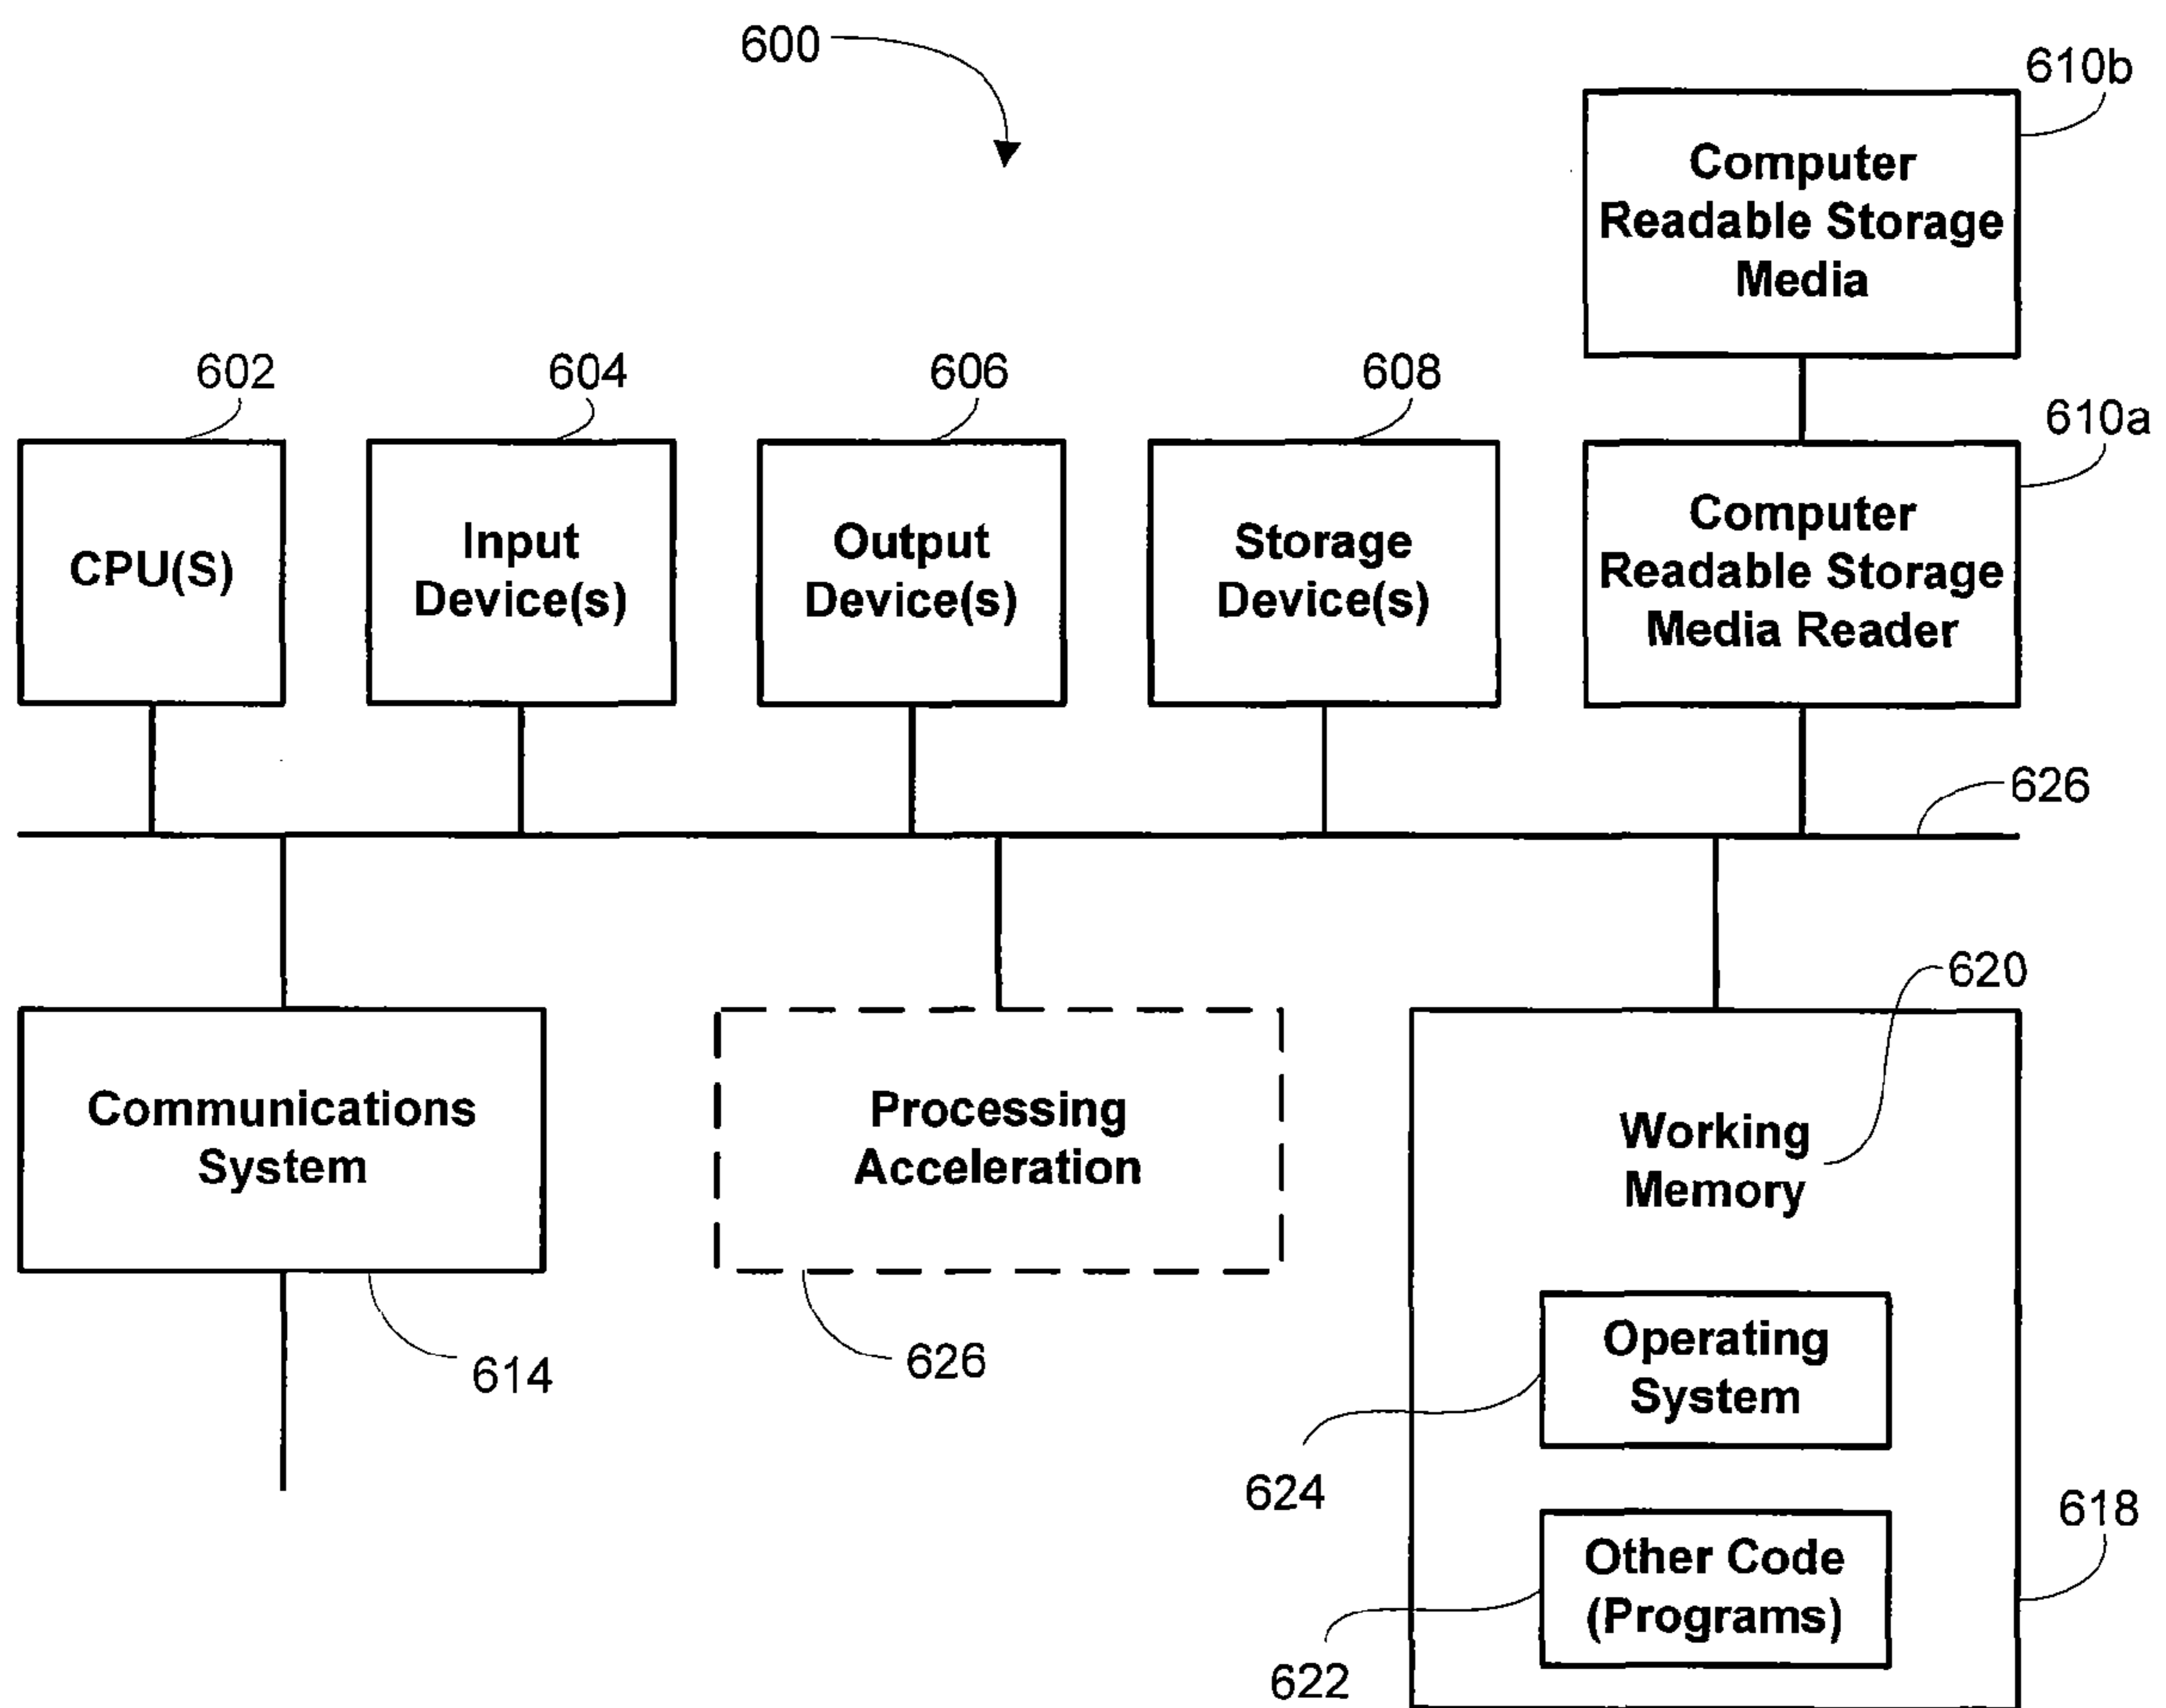 600
610b
Computer
Readable Storage
Media
602
604
606
608
610a
CPU(S)
Input
Device(s)
Output
Device(s)
Storage
Device(s)
Computer
Readable Storage
Media Reader
626
620
Communications
System
Processing
Acceleration
Working
Memory
614
626
Operating
System
624
618
Other Code
(Programs)
622